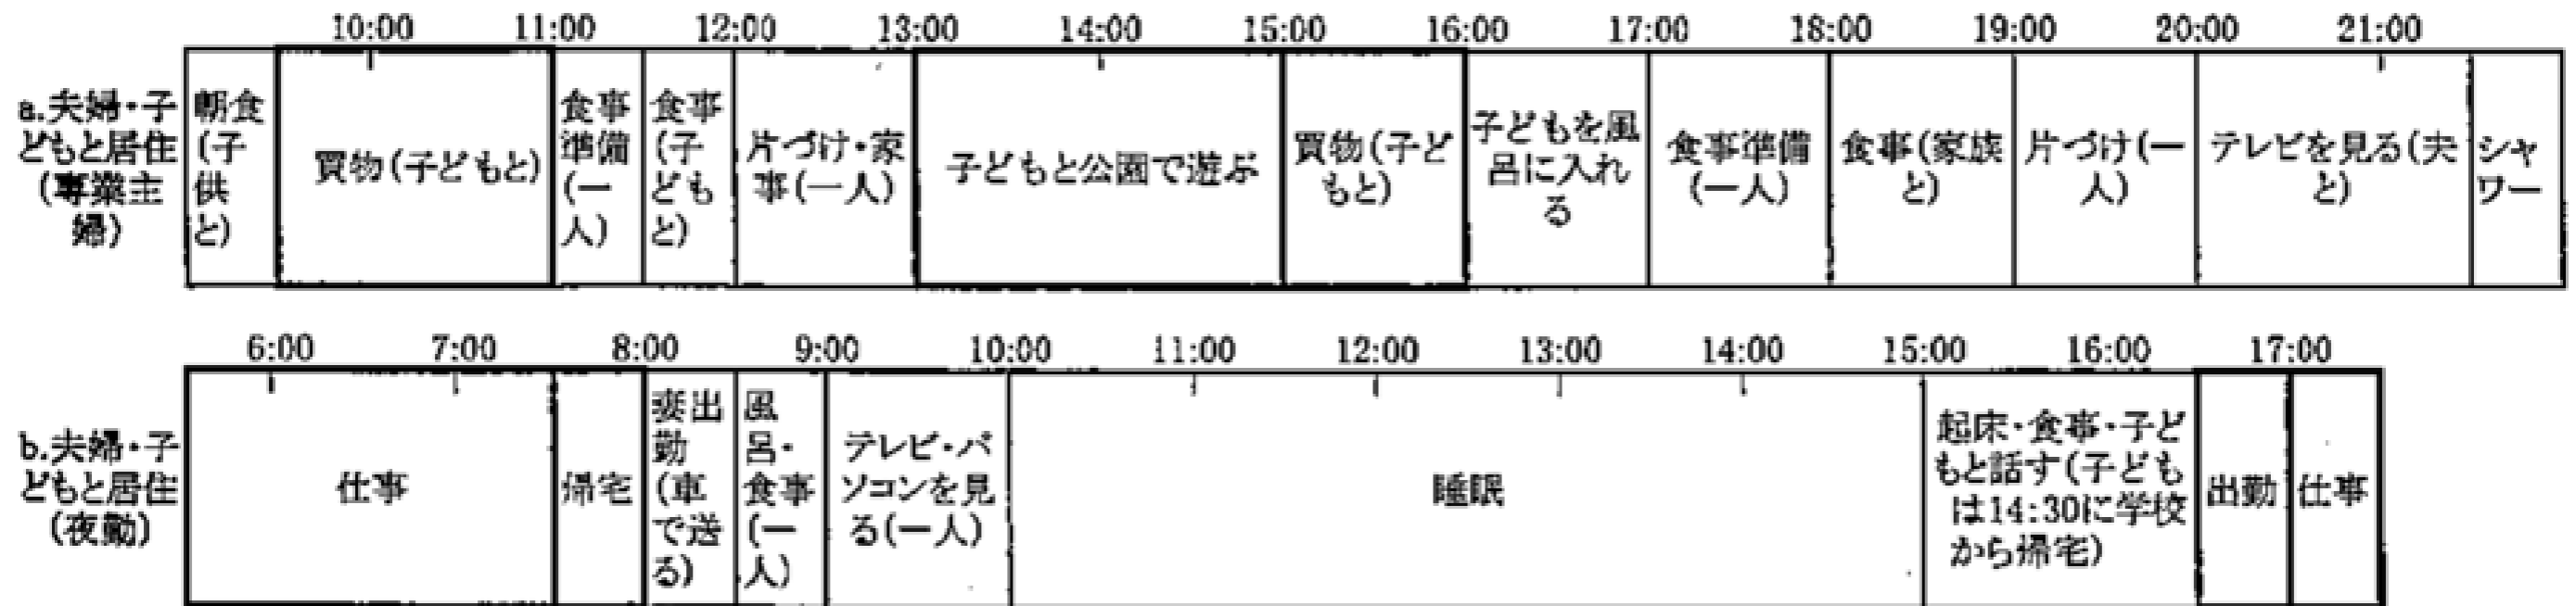 10:00 11:00 12:00 13:00 14:00 15:00 16:00 17:00 18:00 19:00 20:00 21:00
a.夫婦・子
どもと居住
(専業主
婦)
朝食
(子
供
と)
買物(子どもと)
食事
準備
(一
人)
食事
(子
ども
と)
片づけ・家
事(一人)
子どもと公園で遊ぶ
買物(子ど
もと)
子どもを風
呂に入れ
る
食事準備
(一人)
食事(家族
と)
片づけ(一
人)
テレビを見る(夫
と)
シャ
ワー
6:00 7:00 8:00 9:00 10:00 11:00 12:00 13:00 14:00 15:00 16:00 17:00
b.夫婦・子
どもと居住
(夜勤)
仕事
帰宅
妻出
勤
(車
で送
る)
風
呂・
食事
(一
人)
テレビ・パ
ソコンを見
る(一人)
睡眠
起床・食事・子ど
もと話す(子ども
は14:30に学校
から帰宅)
出勤
仕事